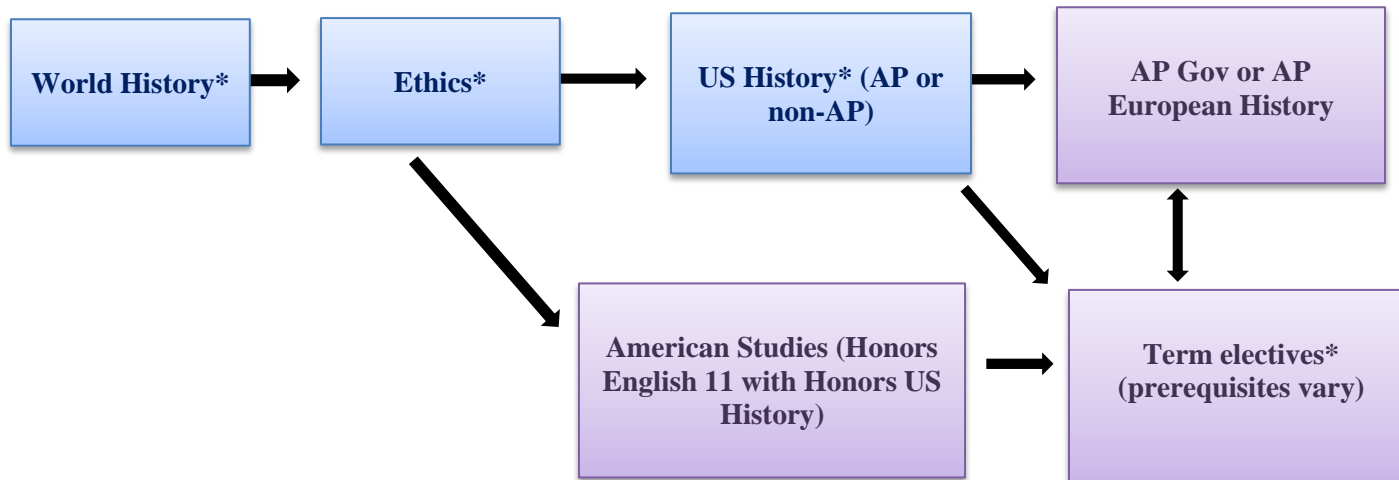 World History*
Ethics*
US History* (AP or
non-AP)
AP Gov or AP
European History
American Studies (Honors
English 11 with Honors US
History)
Term electives*
(prerequisites vary)